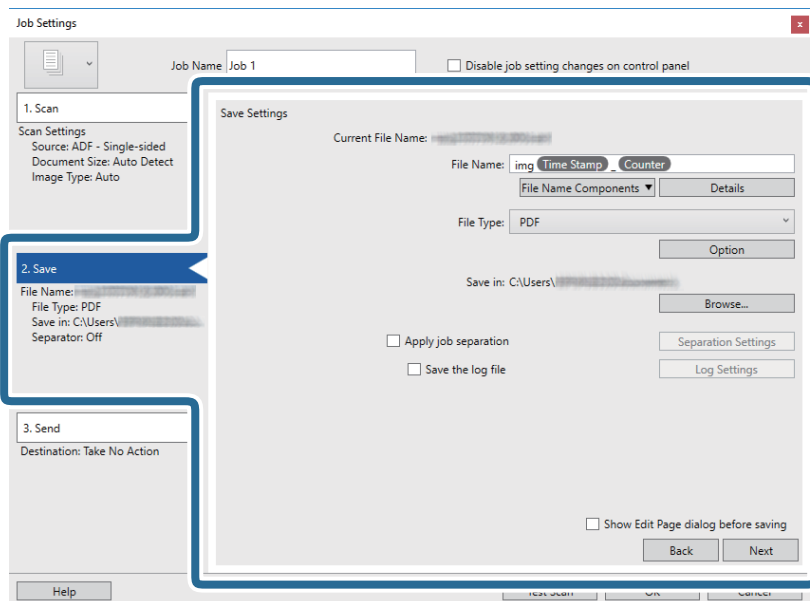 Job Settings
x
Job Name Job 1
Disable job setting changes on control panel
1. Scan
Scan Settings
Source: ADF - Single-sided
Document Size: Auto Detect
Image Type: Auto
2. Save
File Name:
File Type: PDF
Save in: C:\Users\
Separator: Off
3. Send
Destination: Take No Action
Save Settings
Current File Name:
File Name: img Time Stamp _ Counter
File Name Components Details
File Type: PDF
Option
Save in: C:\Users\
Browse...
Apply job separation Separation Settings
Save the log file Log Settings
Show Edit Page dialog before saving
Back Next
Help Test Scan OK Cancel